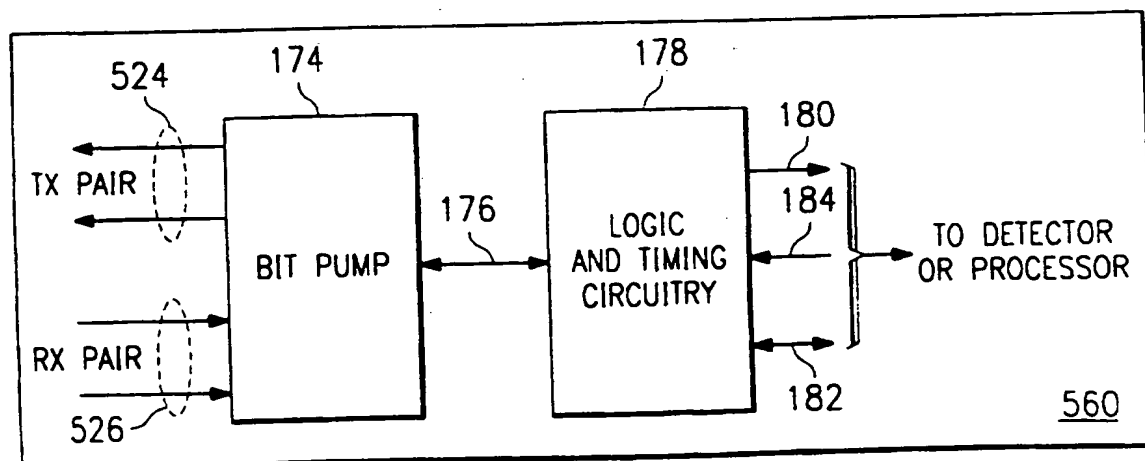 174
178
524
180
TX PAIR
184
176
LOGIC
AND TIMING
CIRCUITRY
BIT PUMP
TO DETECTOR
OR PROCESSOR
RX PAIR
182
526
560